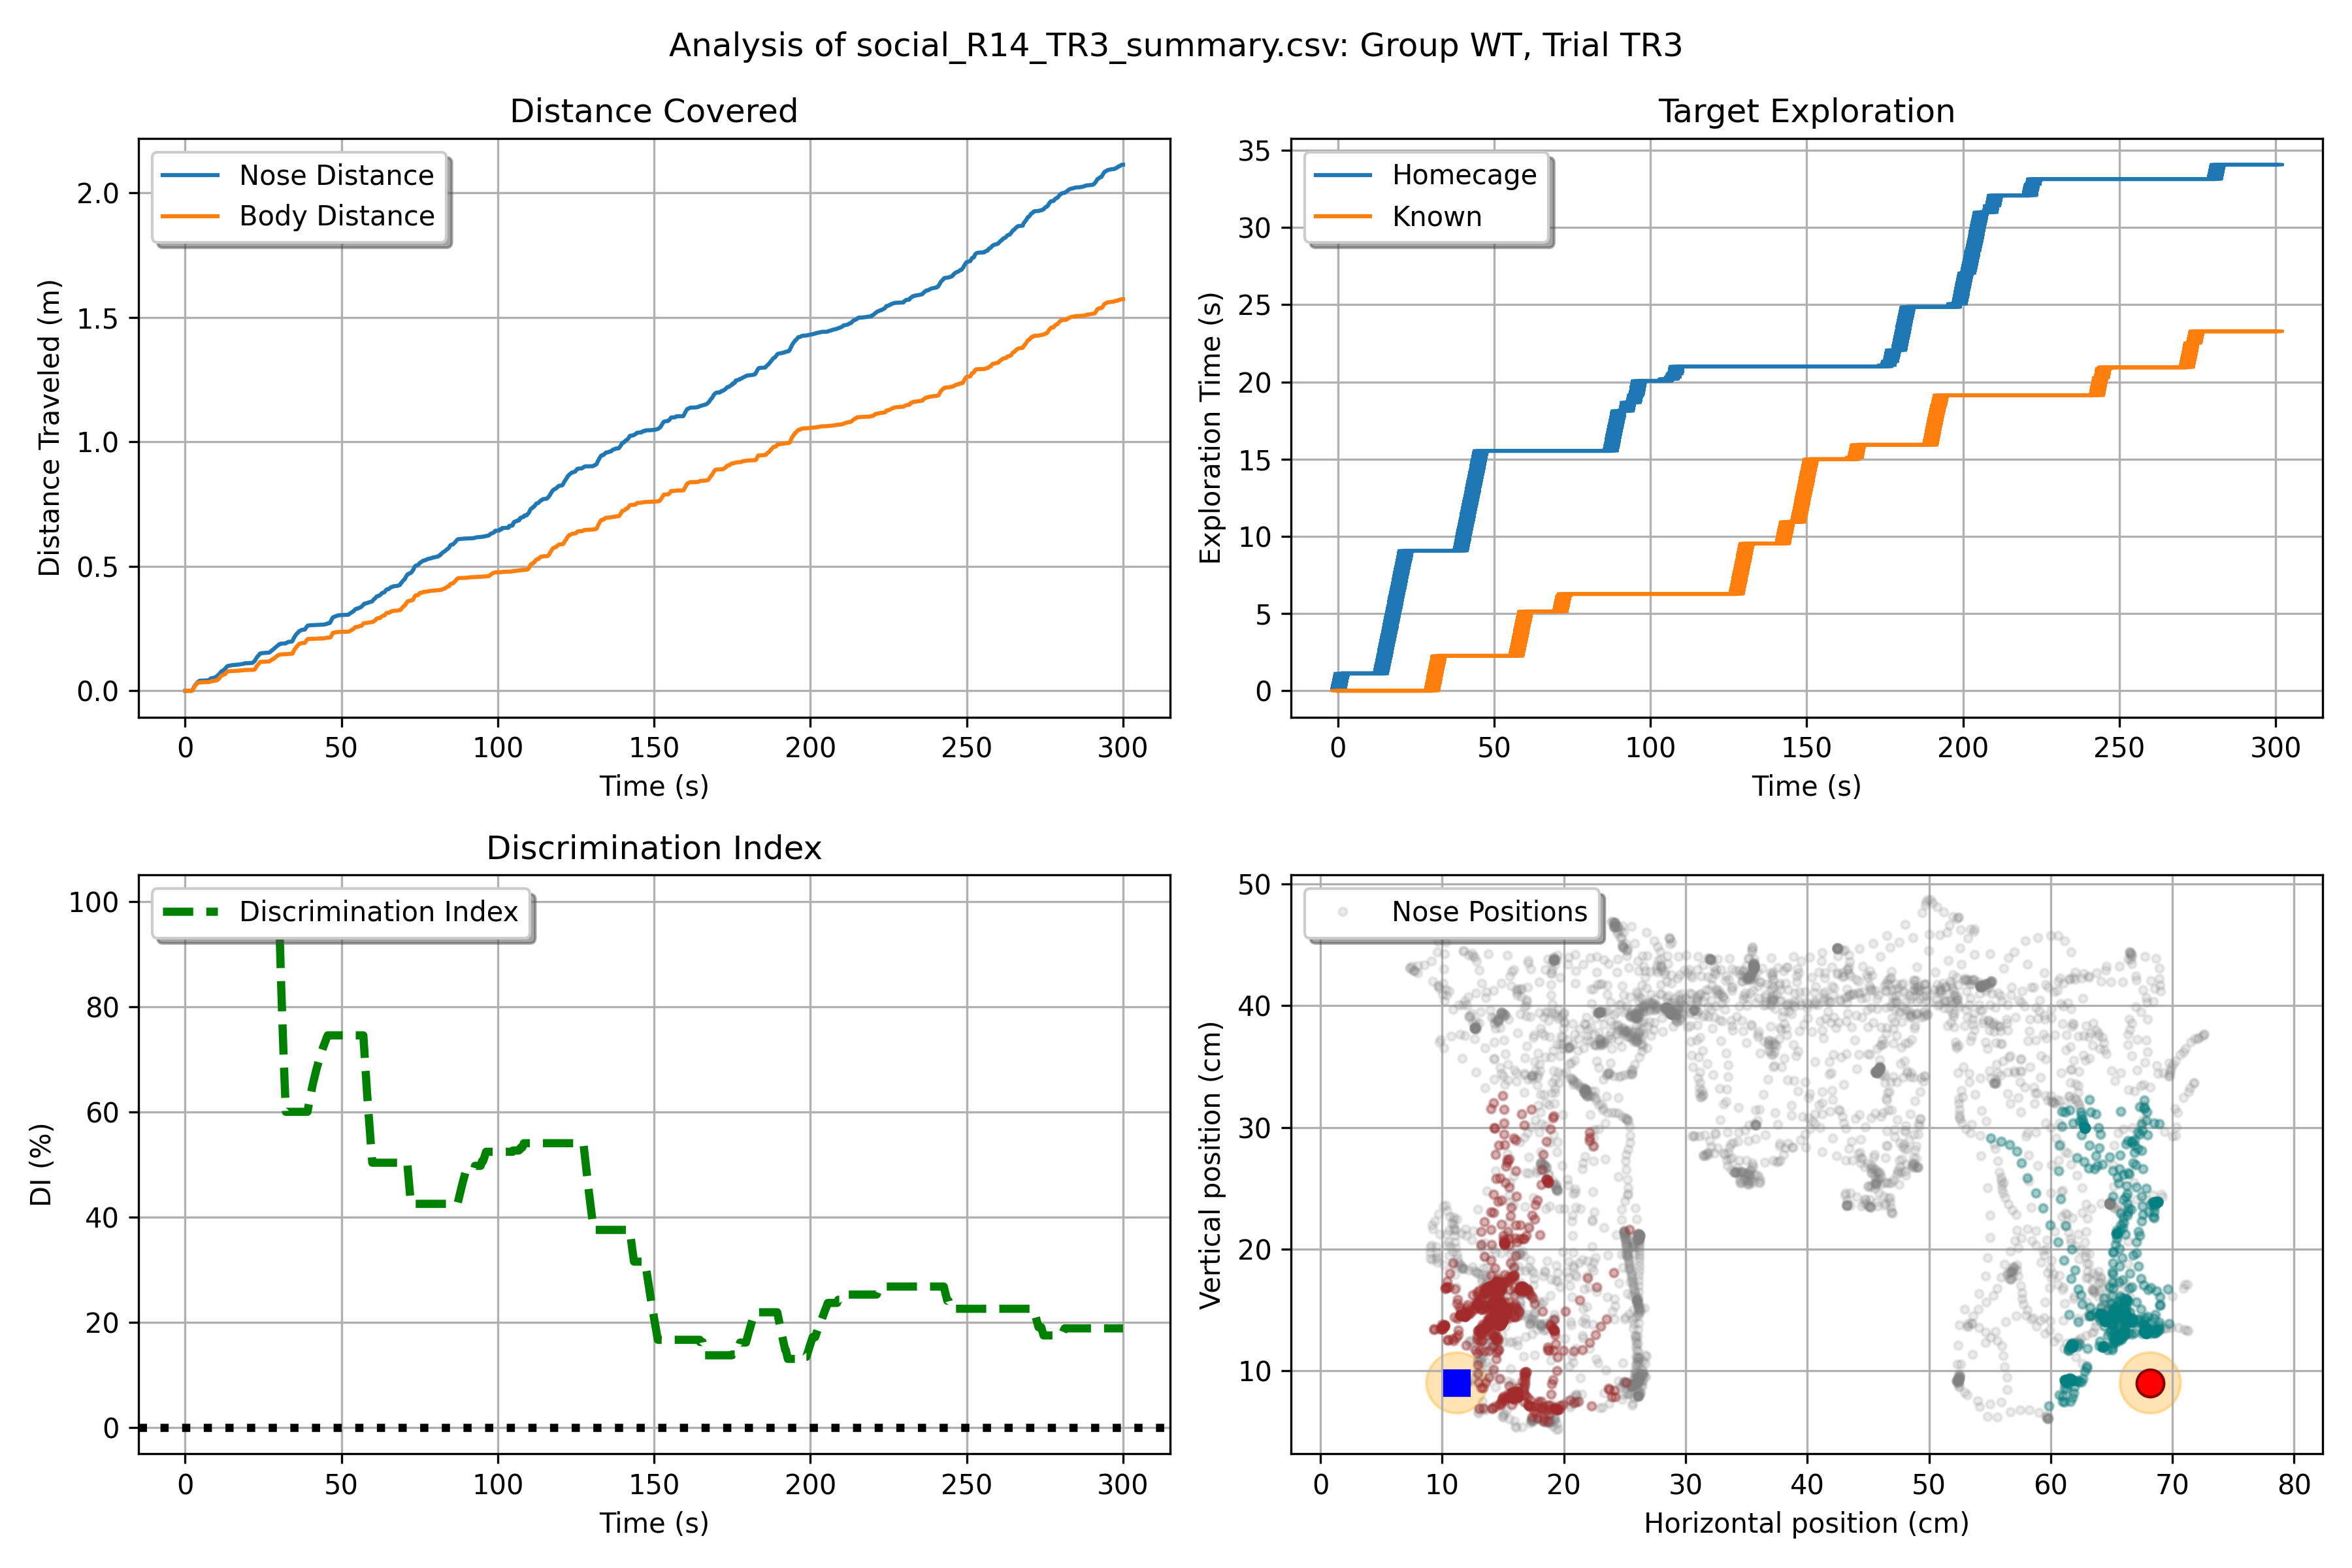 Analysis of social_R14_TR3_summary.csv: Group WT, Trial TR3
Distance Covered
Nose Distance
Body Distance
Distance Traveled (m)
2.0
1.5
1.0
0.5
0.0
0 50 100 150 200 250 300
Time (s)
Target Exploration
Homecage
Known
Exploration Time (s)
35
30
25
20
15
10
5
0
0 50 100 150 200 250 300
Time (s)
Discrimination Index
Discrimination Index
DI (%)
100
80
60
40
20
0
0 50 100 150 200 250 300
Time (s)
Nose Positions
Vertical position (cm)
50
40
30
20
10
0 10 20 30 40 50 60 70 80
Horizontal position (cm)